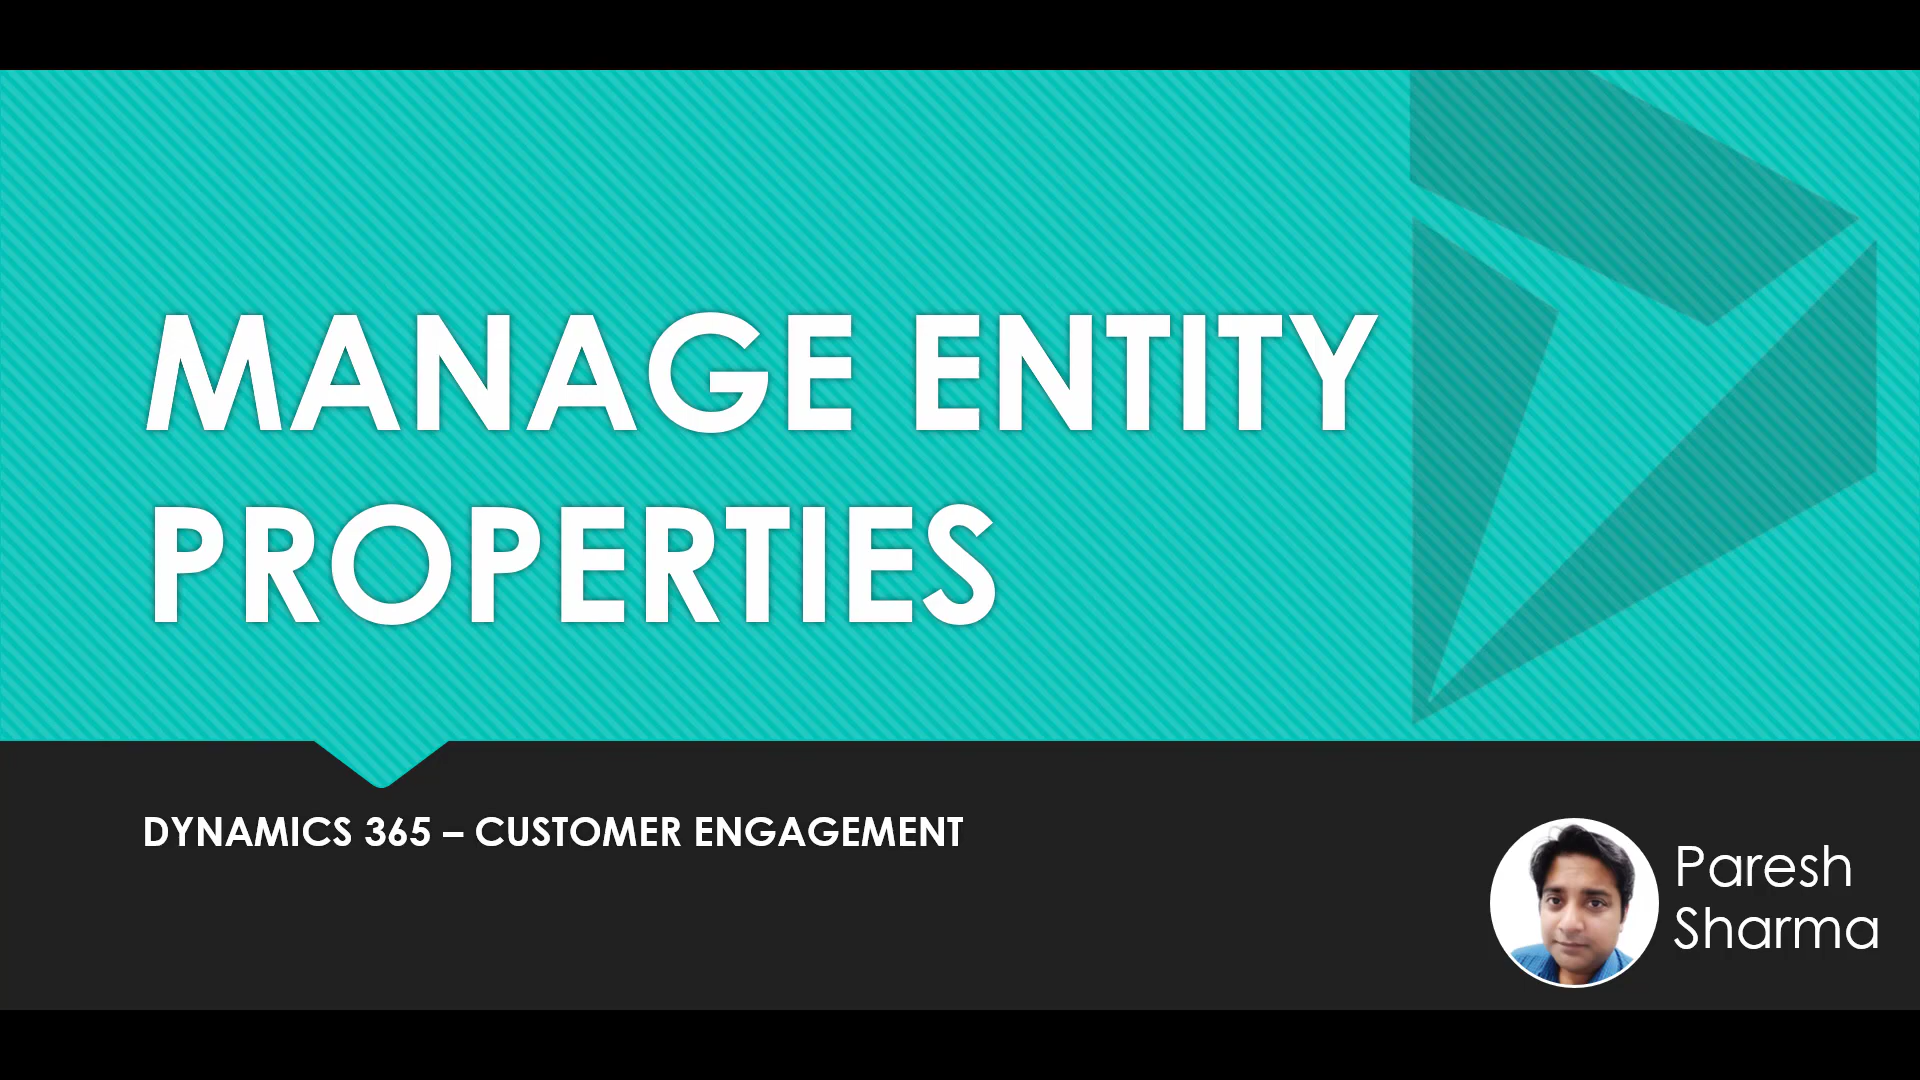 MANAGE ENTITY
PROPERTIES
DYNAMICS 365 – CUSTOMER ENGAGEMENT
Paresh
Sharma